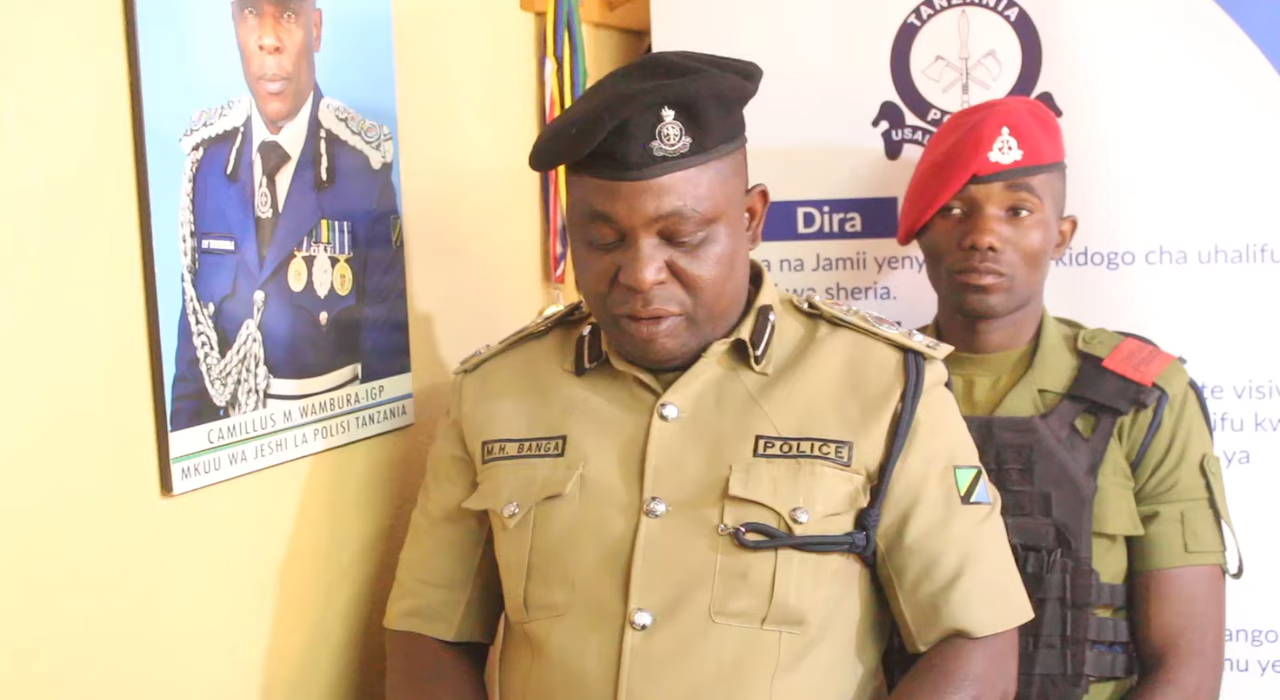 CAMILLUS M WAMBURA-IGP
MKUU WA JESHI LA POLISI TANZANIA
TANZANIA
Dira
na Jamii yeny
kidogo cha uhalifu
wa sheria.
M.H. BANGA
POLICE
te visiv
ifu kw
ya
ango
mu ye